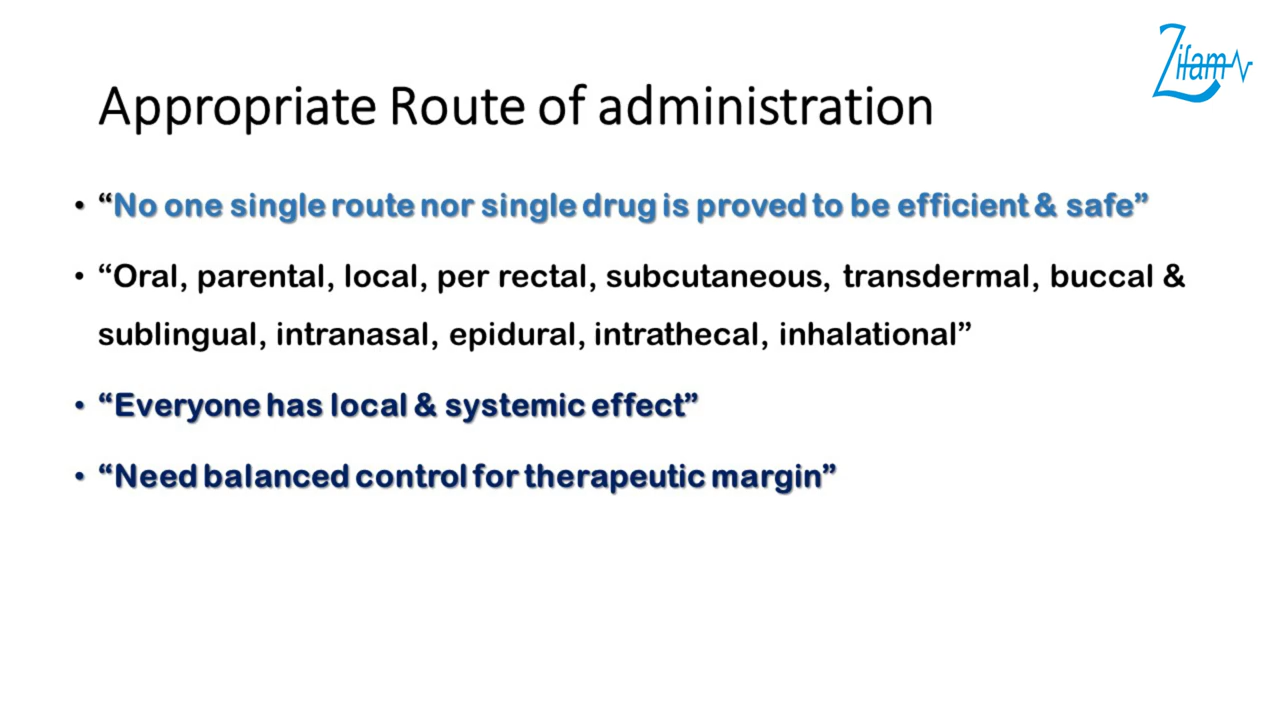 Zifam
Appropriate Route of administration
• “No one single route nor single drug is proved to be efficient & safe”
• “Oral, parental, local, per rectal, subcutaneous, transdermal, buccal &
sublingual, intranasal, epidural, intrathecal, inhalational”
• “Everyone has local & systemic effect”
• “Need balanced control for therapeutic margin”